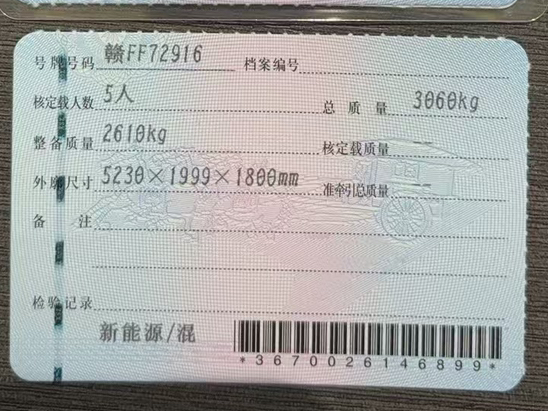 号牌号码 赣FF72916 档案编号
核定载人数 5人 总质量 3060kg
整备质量 2610kg 核定载质量 ——
外廓尺寸 5230×1999×1800mm 准牵引总质量 ——
备注
检验记录
新能源/混
*3670026146899*